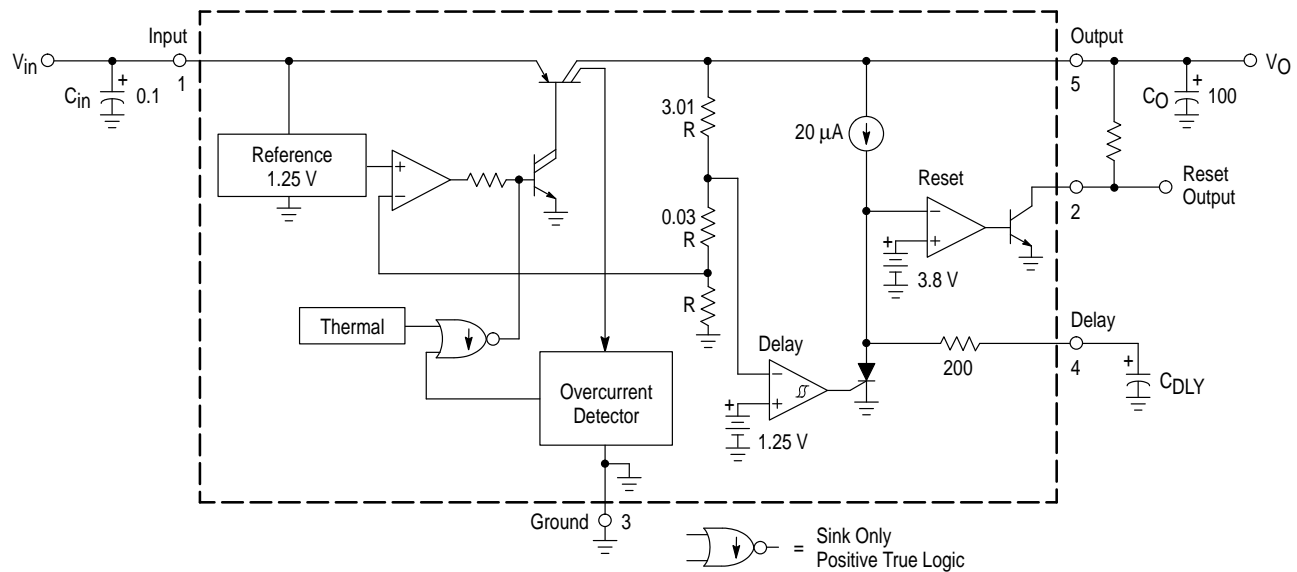 Input
Output
Vin
1
5
VO
Cin
+
0.1
3.01
R
20 µA
CO
+
100
Reference
1.25 V
+
−
Reset
2
Reset
Output
0.03
R
−
+
+
3.8 V
R
Thermal
Delay
Delay
200
4
−
+
+
1.25 V
+
CDLY
Overcurrent
Detector
Ground
3
=
Sink Only
Positive True Logic